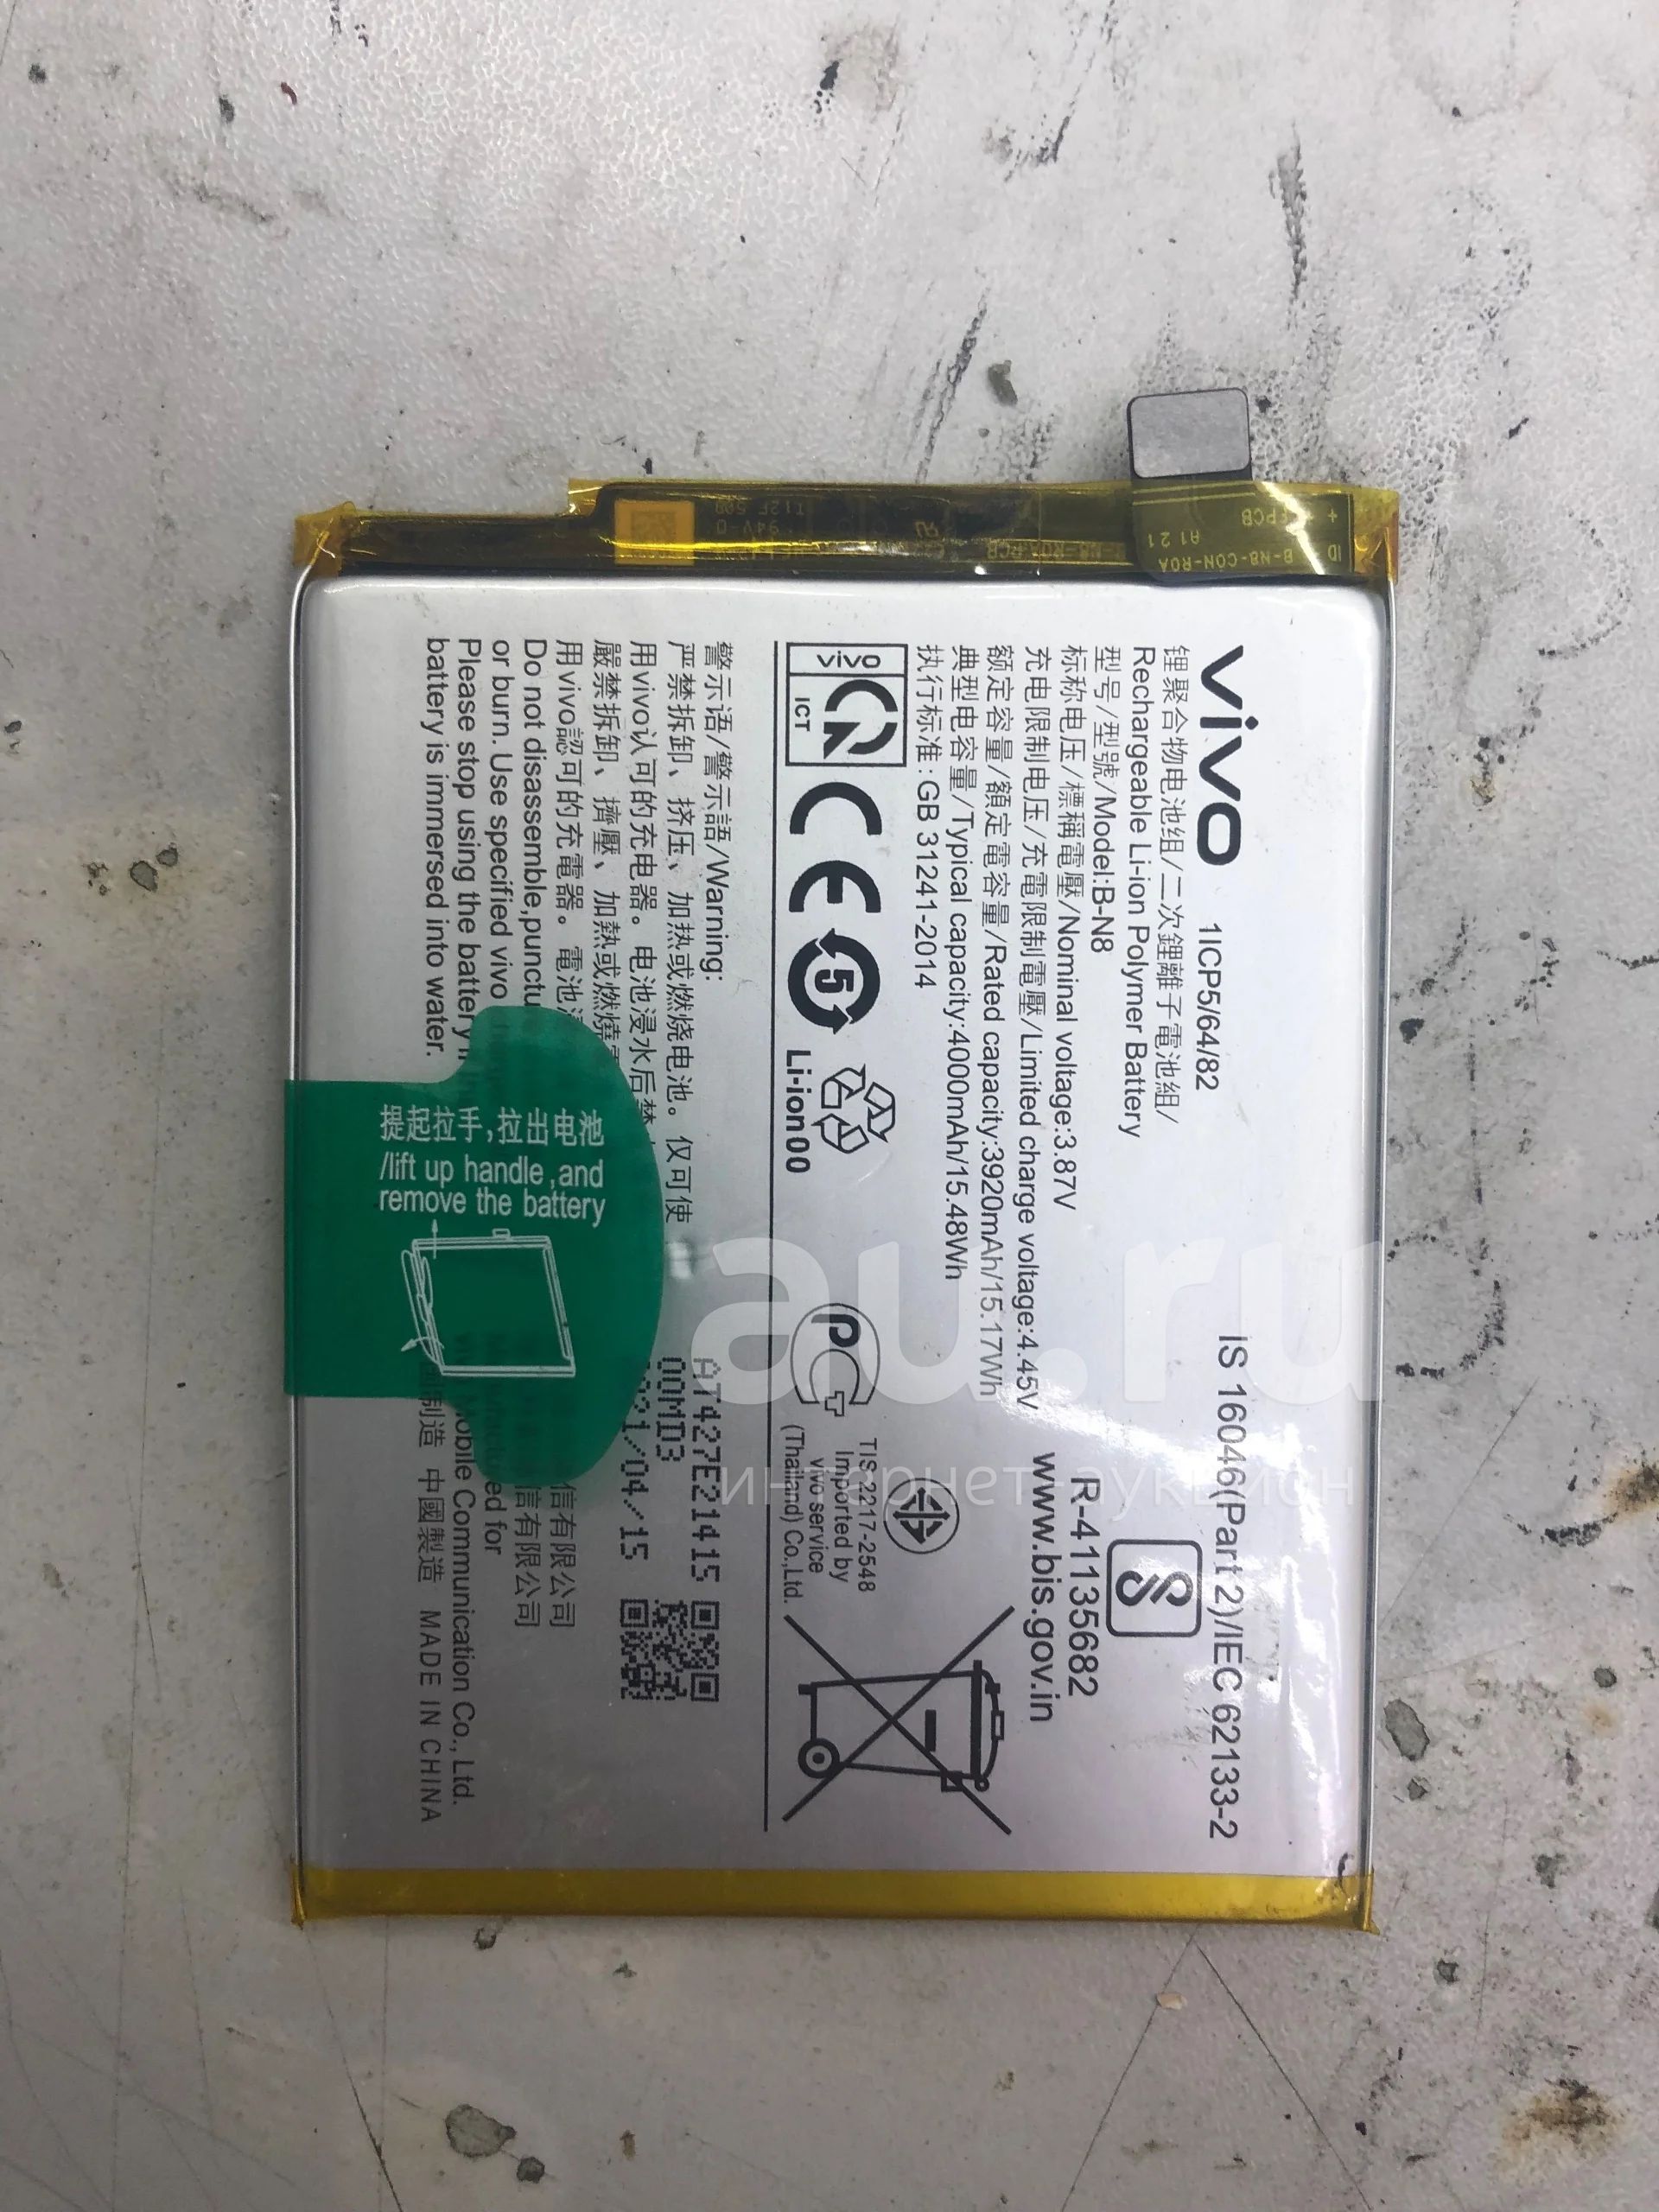 vivo 1ICP5/64/82
IS 16046(Part 2)/IEC 62133-2
锂聚合物电池组/二次鋰離子電池組/
Rechargeable Li-ion Polymer Battery
型号/型號/Model:B-N8
标称电压/標稱電壓/Nominal voltage:3.87V
充电限制电压/充電限制電壓/Limited charge voltage:4.45V
额定容量/額定電容量/Rated capacity:3920mAh/15.17Wh
典型电容量/Typical capacity:4000mAh/15.48Wh
执行标准:GB 31241-2014
R-41135682
www.bis.gov.in
vivo
ICT
CE
5
Li-ion00
PCT
TIS 2217-2548
Imported by
vivo service
(Thailand) Co.,Ltd.
警示语/警示語/Warning:
严禁拆卸、挤压、加热或燃烧电池。仅可使
用vivo认可的充电器。电池浸水后
嚴禁拆卸、擠壓、加熱或燃燒
用vivo認可的充電器。電池
Do not disassemble,punctu
or burn. Use specified vivo
Please stop using the battery
battery is immersed into water.
AT427E21415
00MD3
21/04/15
信有限公司
信有限公司
ed for
Mobile Communication Co., Ltd.
制造 中國製造 MADE IN CHINA
提起拉手,拉出电池
/lift up handle,and
remove the battery
B-N8-CON-R0A
A1 21
FPCB
ID
+
94V-0
au.ru
интернет-аукцион